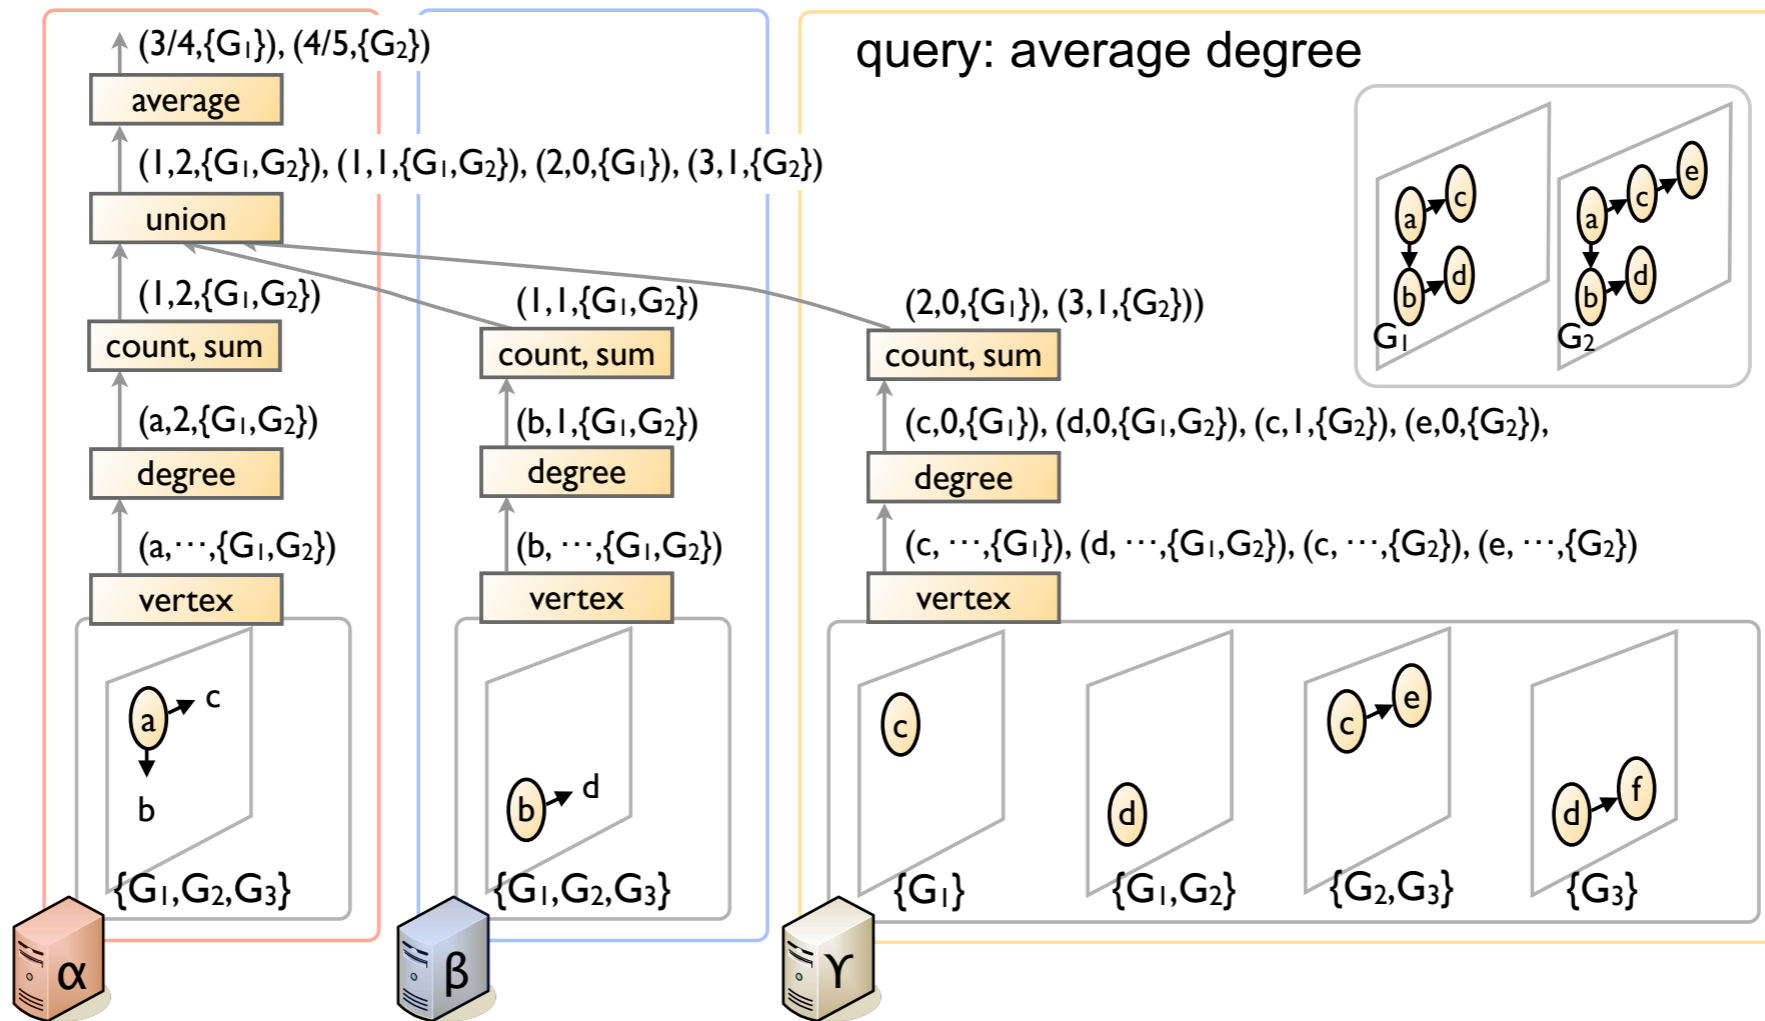 (3/4,{G₁}), (4/5,{G₂})
query: average degree
average
(1,2,{G₁,G₂}), (1,1,{G₁,G₂}), (2,0,{G₁}), (3,1,{G₂})
union
a c
b d
G₁
a c e
b d
G₂
(1,2,{G₁,G₂})
(1,1,{G₁,G₂})
(2,0,{G₁}), (3,1,{G₂}))
count, sum
count, sum
count, sum
(a,2,{G₁,G₂})
(b,1,{G₁,G₂})
(c,0,{G₁}), (d,0,{G₁,G₂}), (c,1,{G₂}), (e,0,{G₂}),
degree
degree
degree
(a,⋯,{G₁,G₂})
(b, ⋯,{G₁,G₂})
(c, ⋯,{G₁}), (d, ⋯,{G₁,G₂}), (c, ⋯,{G₂}), (e, ⋯,{G₂})
vertex
vertex
vertex
a c
b
{G₁,G₂,G₃}
b d
{G₁,G₂,G₃}
c
{G₁}
d
{G₁,G₂}
c e
{G₂,G₃}
d f
{G₃}
α
β
ϒ